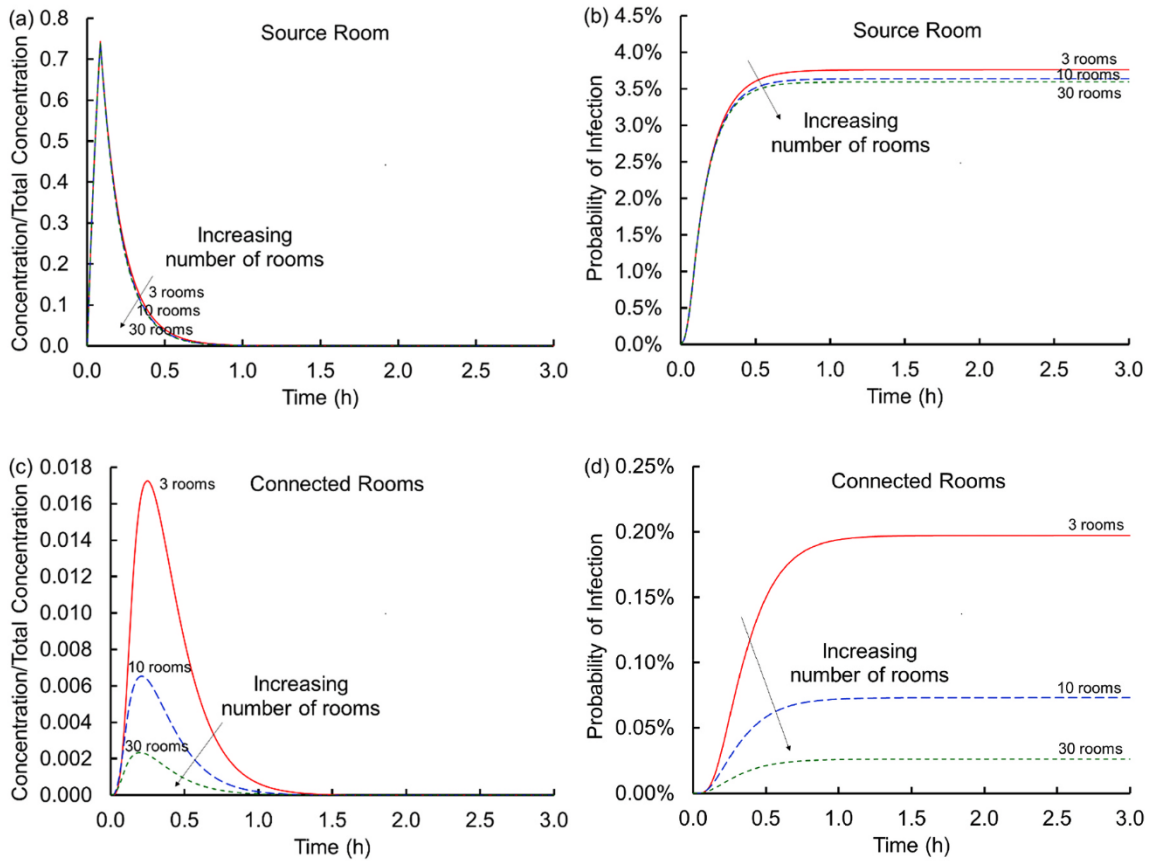 (a)
Source Room
Concentration/Total Concentration
0.8
0.7
0.6
0.5
0.4
0.3
0.2
0.1
0.0
Increasing
number of rooms
3 rooms
10 rooms
30 rooms
0.0 0.5 1.0 1.5 2.0 2.5 3.0
Time (h)
(b)
Source Room
Probability of Infection
4.5%
4.0%
3.5%
3.0%
2.5%
2.0%
1.5%
1.0%
0.5%
0.0%
3 rooms
10 rooms
30 rooms
Increasing
number of rooms
0.0 0.5 1.0 1.5 2.0 2.5 3.0
Time (h)
(c)
Connected Rooms
Concentration/Total Concentration
0.018
0.016
0.014
0.012
0.010
0.008
0.006
0.004
0.002
0.000
3 rooms
10 rooms
30 rooms
Increasing
number of rooms
0.0 0.5 1.0 1.5 2.0 2.5 3.0
Time (h)
(d)
Connected Rooms
Probability of Infection
0.25%
0.20%
0.15%
0.10%
0.05%
0.00%
3 rooms
Increasing
number of rooms
10 rooms
30 rooms
0.0 0.5 1.0 1.5 2.0 2.5 3.0
Time (h)